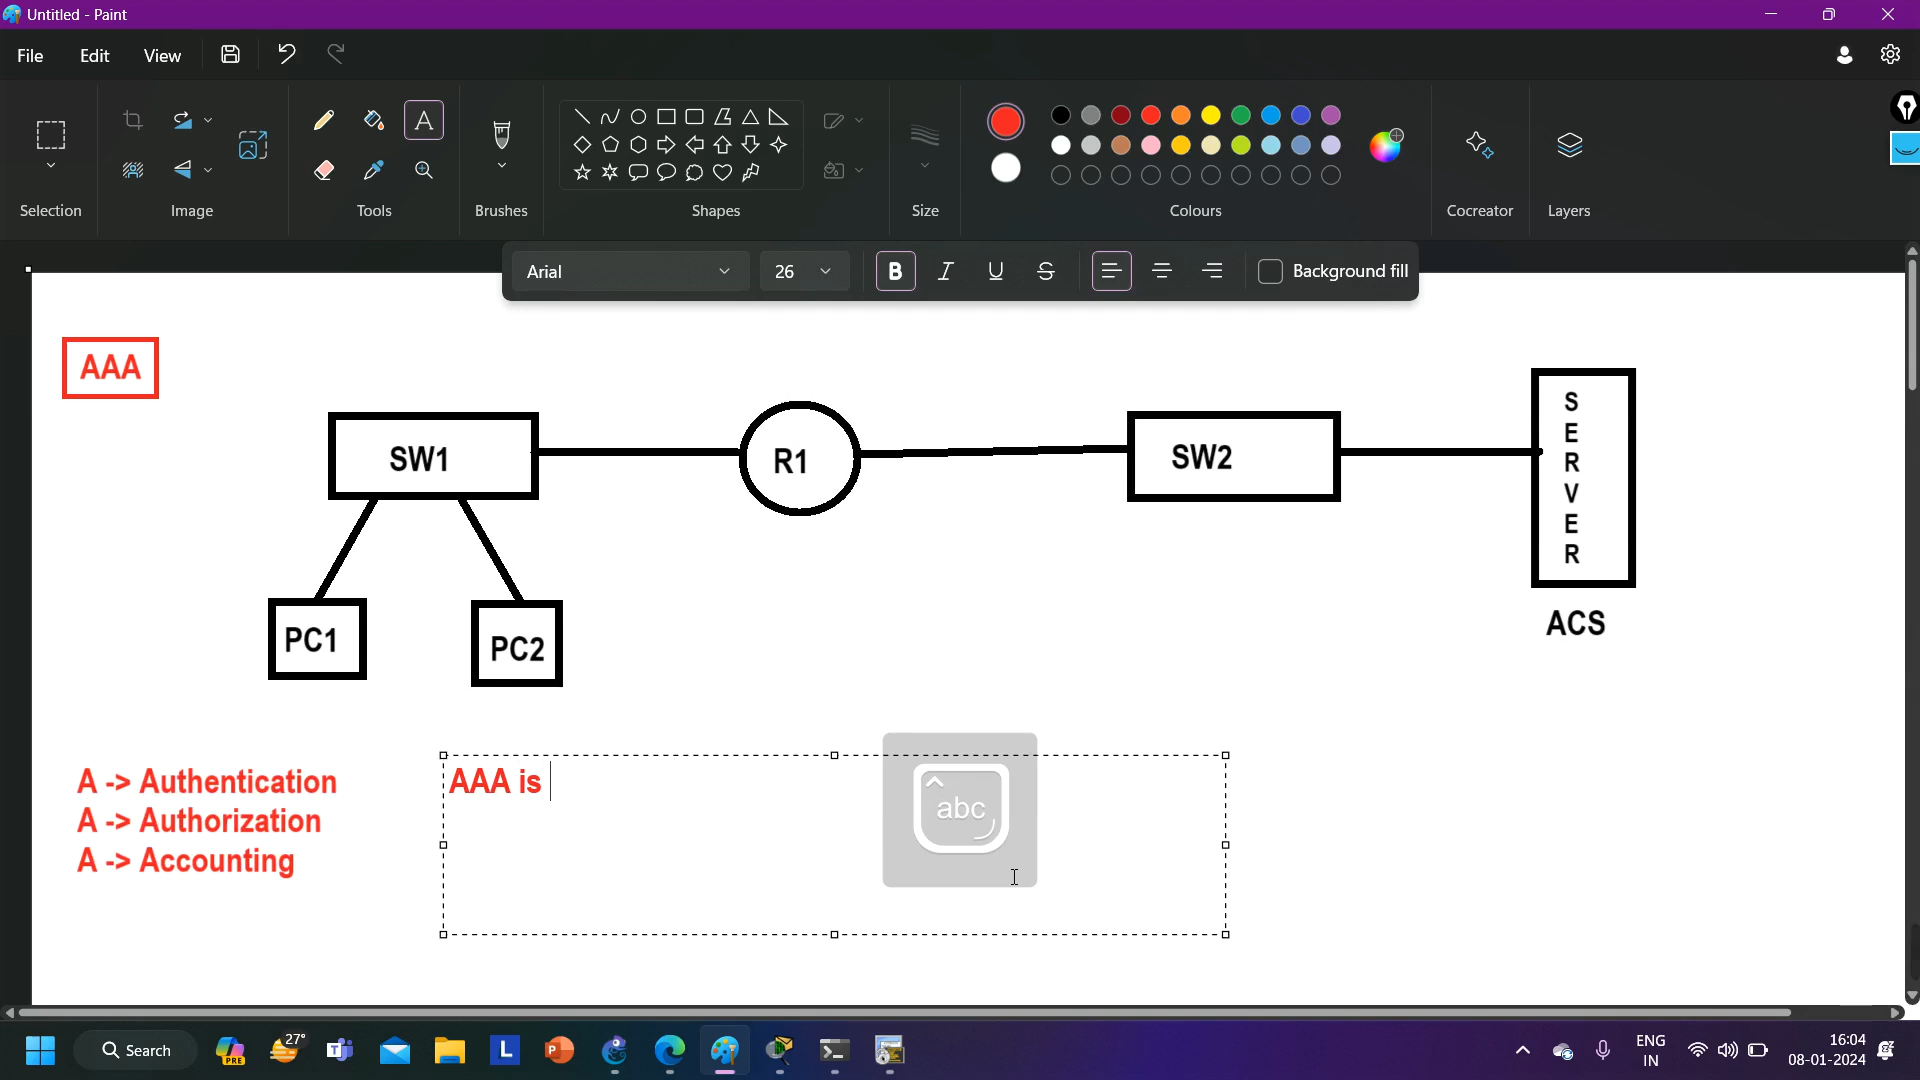 Untitled - Paint
File
Edit
View
Selection
Image
Tools
Brushes
Shapes
Size
Colours
Cocreator
Layers
Arial
26
B
I
U
S
Background fill
AAA
SW1
R1
SW2
S
E
R
V
E
R
ACS
PC1
PC2
A -> Authentication
A -> Authorization
A -> Accounting
AAA is
abc
Search
PRE
27°
L
ENG
IN
16:04
08-01-2024